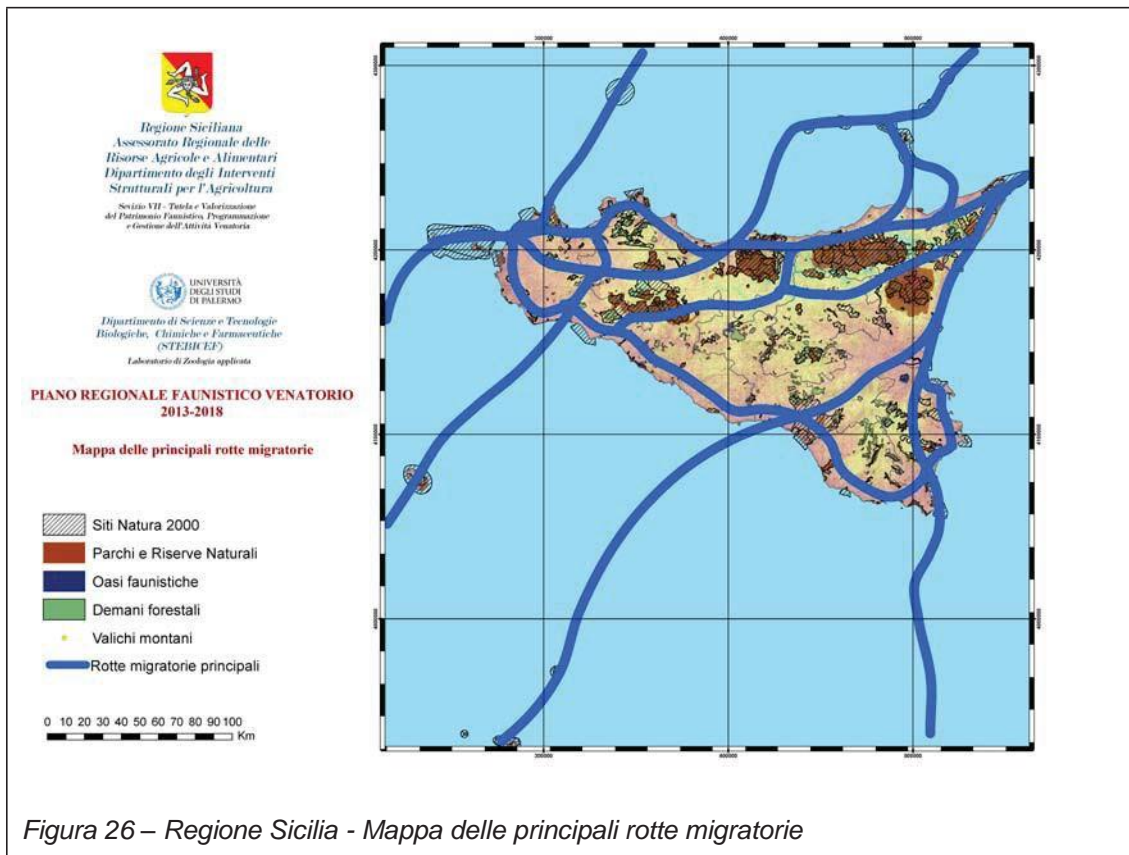 Regione Siciliana
Assessorato Regionale delle
Risorse Agricole e Alimentari
Dipartimento degli Interventi
Strutturali per l'Agricoltura
Sevizio VII - Tutela e Valorizzazione
del Patrimonio Faunistico, Programmazione
e Gestione dell'Attività Venatoria
UNIVERSITÀ
DEGLI STUDI
DI PALERMO
Dipartimento di Scienze e Tecnologie
Biologiche, Chimiche e Farmaceutiche
(STEBICEF)
Laboratorio di Zoologia applicata
PIANO REGIONALE FAUNISTICO VENATORIO
2013-2018
Mappa delle principali rotte migratorie
Siti Natura 2000
Parchi e Riserve Naturali
Oasi faunistiche
Demani forestali
Valichi montani
Rotte migratorie principali
0 10 20 30 40 50 60 70 80 90 100
Km
Figura 26 – Regione Sicilia - Mappa delle principali rotte migratorie